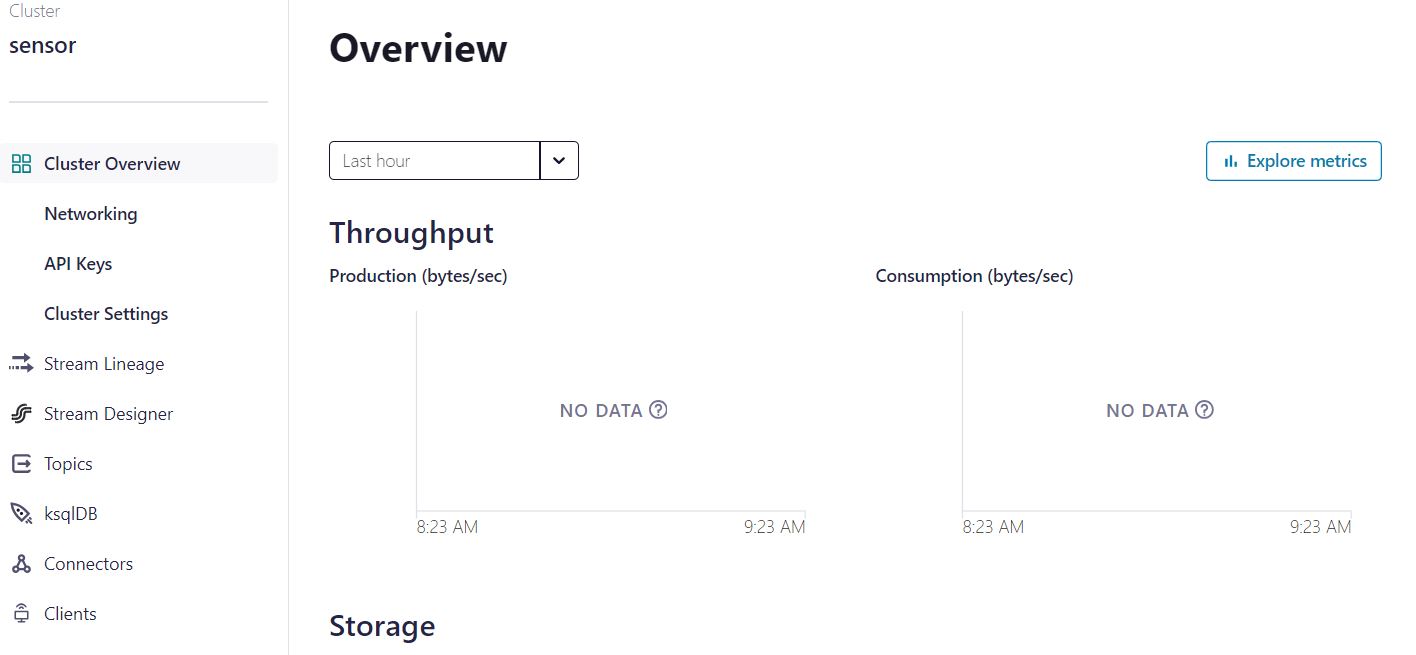 Cluster
sensor
Cluster Overview
Networking
API Keys
Cluster Settings
Stream Lineage
Stream Designer
Topics
ksqlDB
Connectors
Clients
Overview
Last hour
Explore metrics
Throughput
Production (bytes/sec)
NO DATA
8:23 AM 9:23 AM
Consumption (bytes/sec)
NO DATA
8:23 AM 9:23 AM
Storage